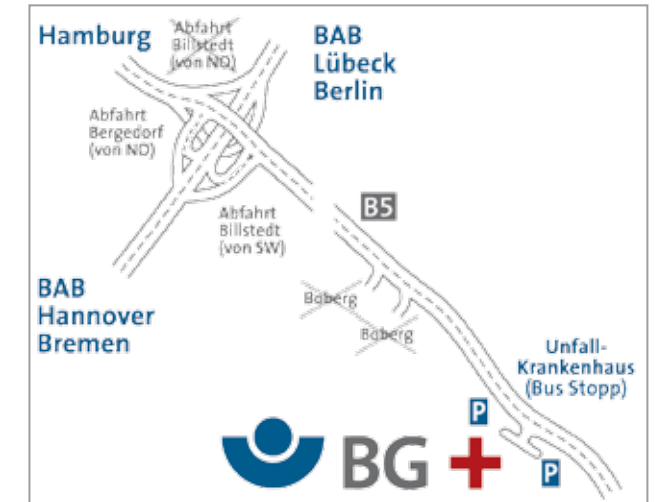 Hamburg
Abfahrt
Billstedt
(von NO)
BAB
Lübeck
Berlin
Abfahrt
Bergedorf
(von NO)
Abfahrt
Billstedt
(von SW)
B5
BAB
Hannover
Bremen
Boberg
Boberg
Unfall-
Krankenhaus
(Bus Stopp)
P
P
BG